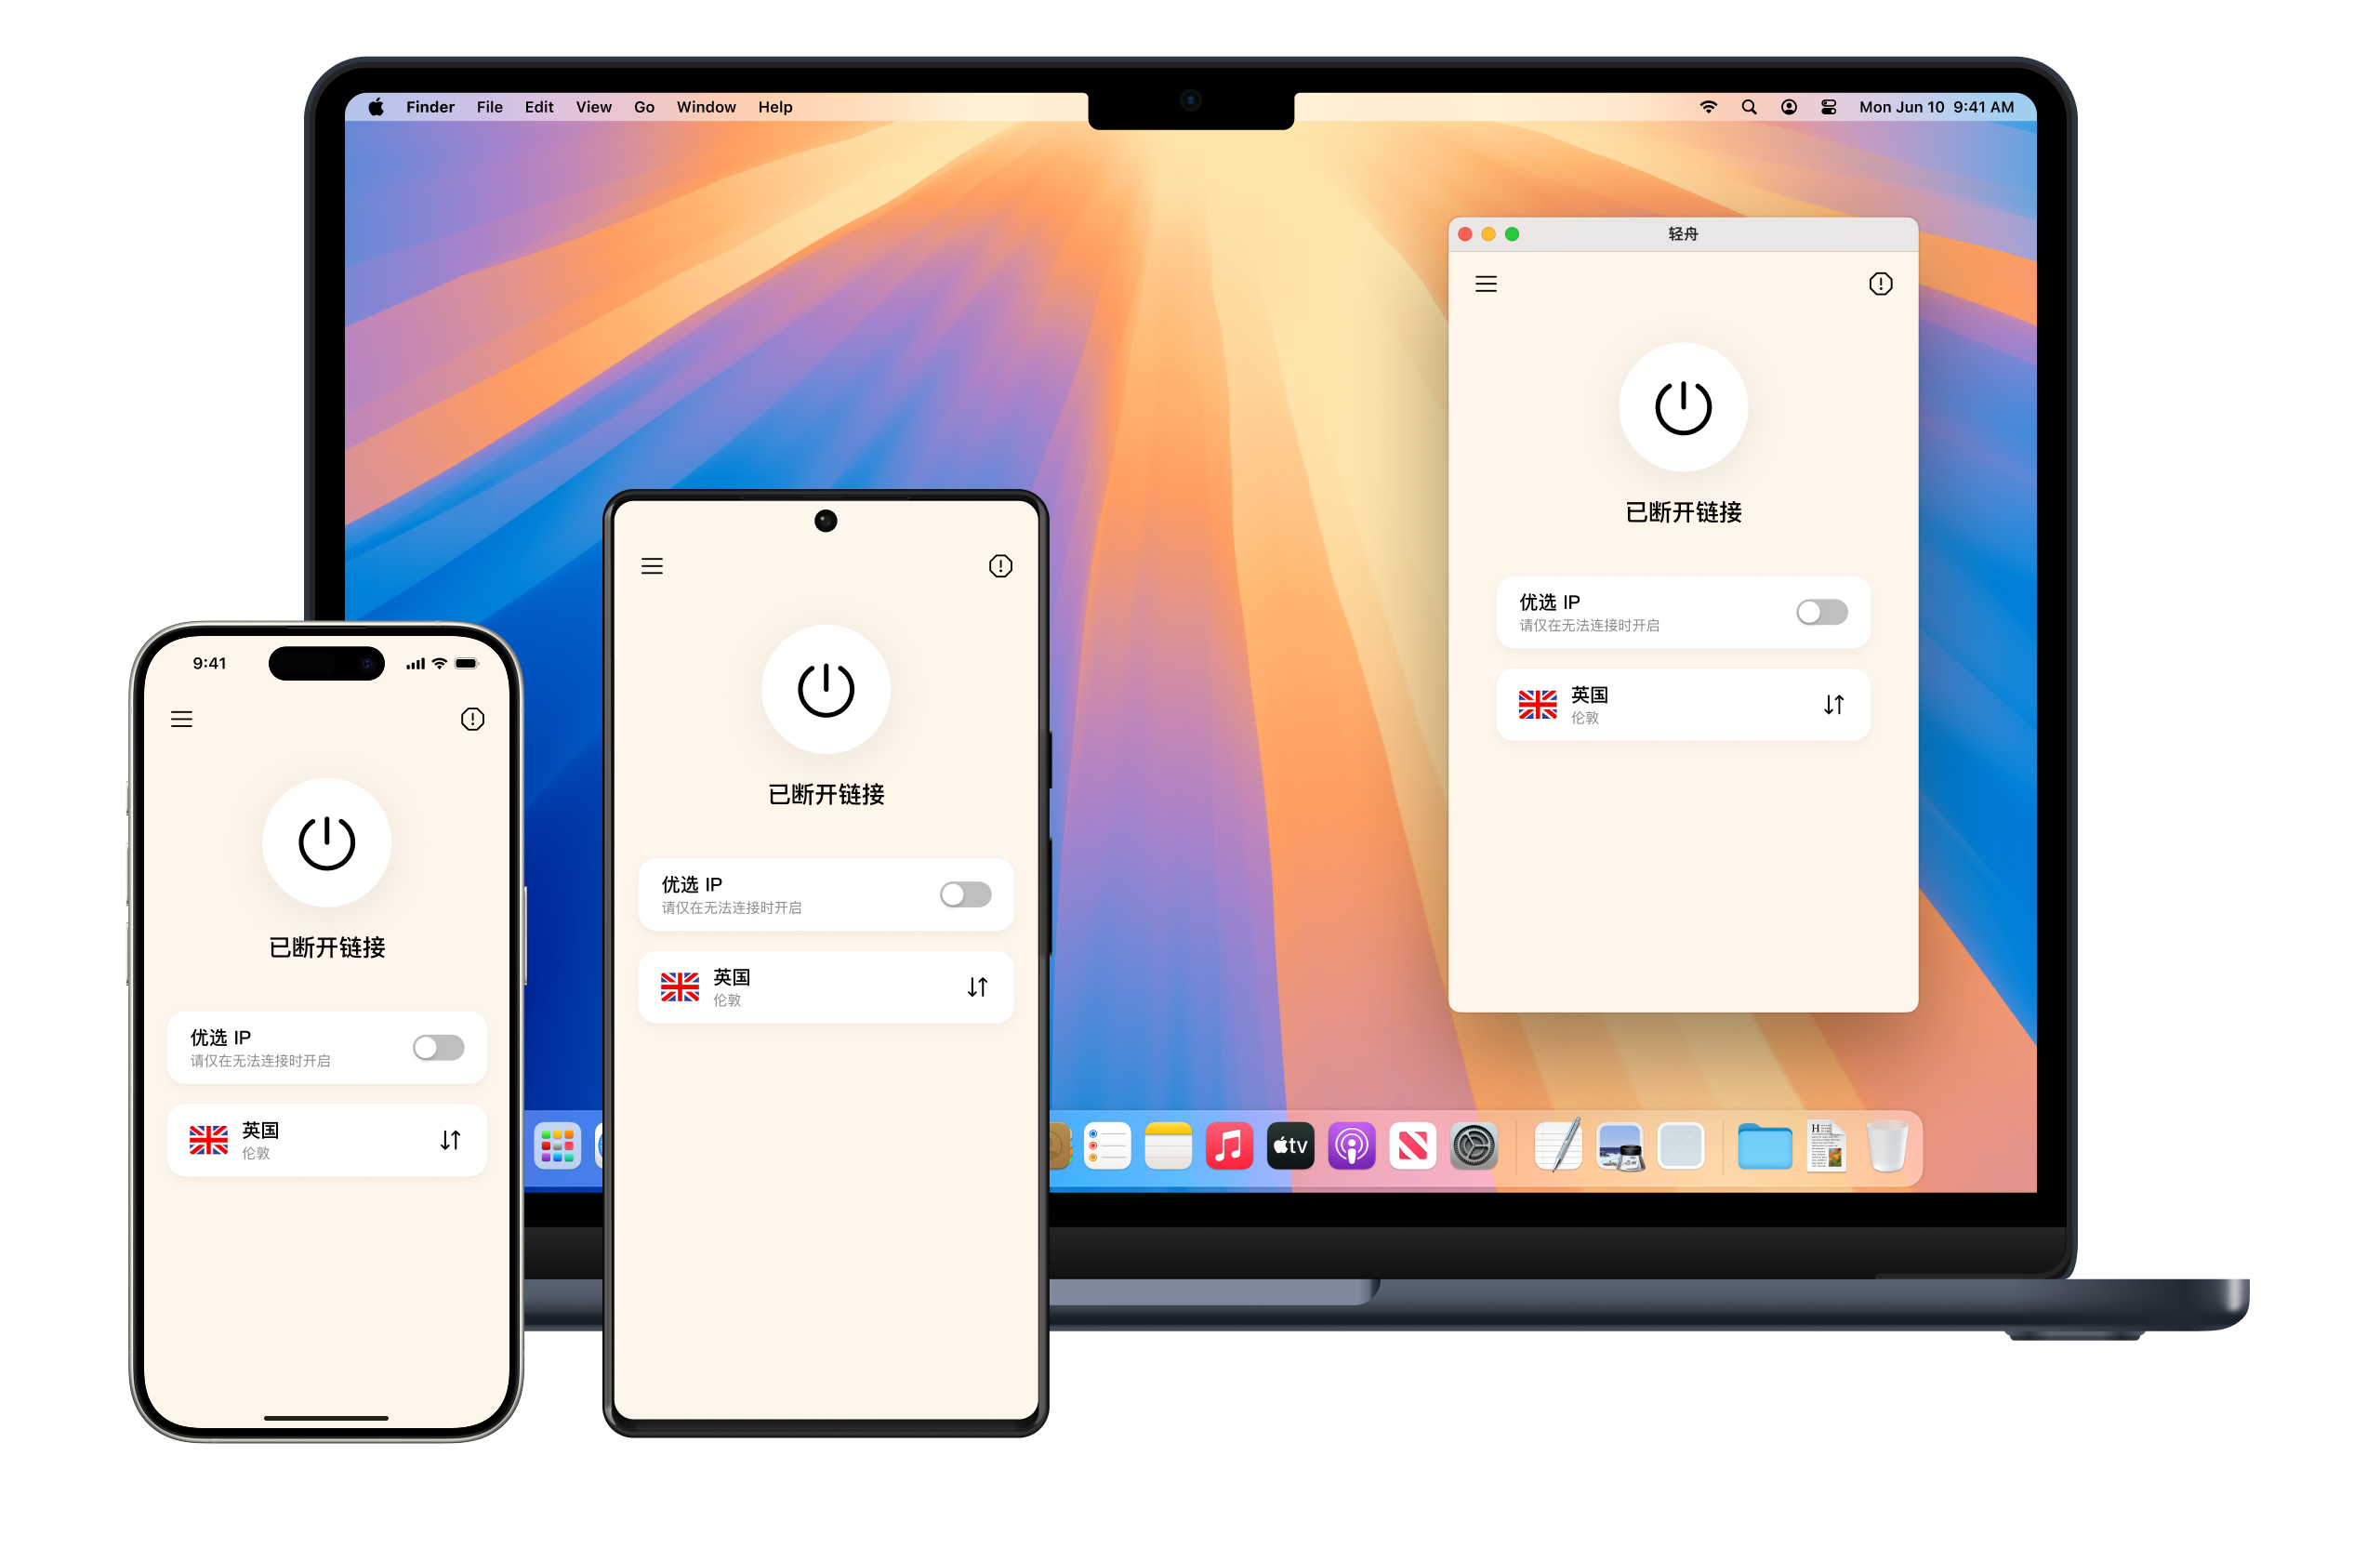 Finder File Edit View Go Window Help
Mon Jun 10 9:41 AM
轻舟
已断开链接
优选 IP
请仅在无法连接时开启
英国
伦敦
已断开链接
优选 IP
请仅在无法连接时开启
英国
伦敦
9:41
已断开链接
优选 IP
请仅在无法连接时开启
英国
伦敦
tv